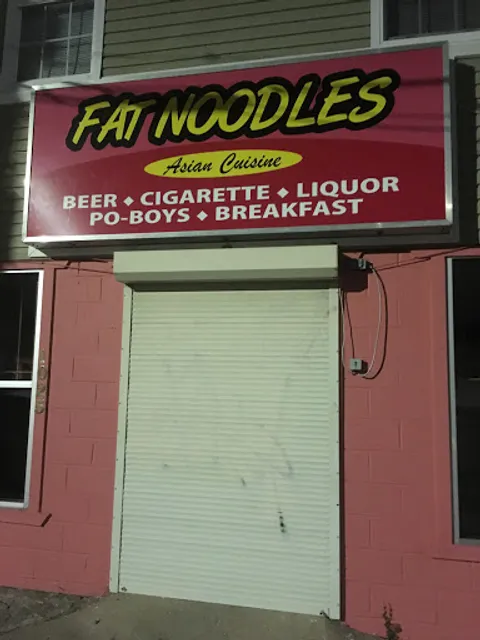 FAT NOODLES
Asian Cuisine
BEER ◆ CIGARETTE ◆ LIQUOR
PO-BOYS ◆ BREAKFAST